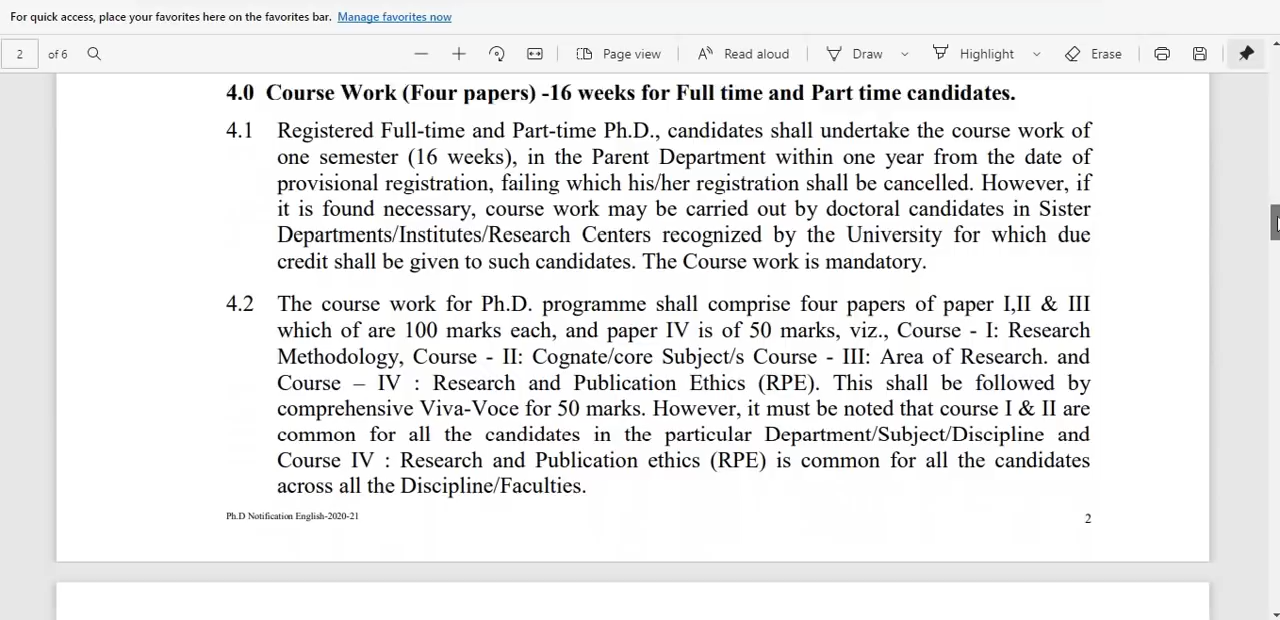 For quick access, place your favorites here on the favorites bar. Manage favorites now
2 of 6 Page view Read aloud Draw Highlight Erase
4.0 Course Work (Four papers) -16 weeks for Full time and Part time candidates.
4.1 Registered Full-time and Part-time Ph.D., candidates shall undertake the course work of
one semester (16 weeks), in the Parent Department within one year from the date of
provisional registration, failing which his/her registration shall be cancelled. However, if
it is found necessary, course work may be carried out by doctoral candidates in Sister
Departments/Institutes/Research Centers recognized by the University for which due
credit shall be given to such candidates. The Course work is mandatory.
4.2 The course work for Ph.D. programme shall comprise four papers of paper I,II & III
which of are 100 marks each, and paper IV is of 50 marks, viz., Course - I: Research
Methodology, Course - II: Cognate/core Subject/s Course - III: Area of Research. and
Course – IV : Research and Publication Ethics (RPE). This shall be followed by
comprehensive Viva-Voce for 50 marks. However, it must be noted that course I & II are
common for all the candidates in the particular Department/Subject/Discipline and
Course IV : Research and Publication ethics (RPE) is common for all the candidates
across all the Discipline/Faculties.
Ph.D Notification English-2020-21 2